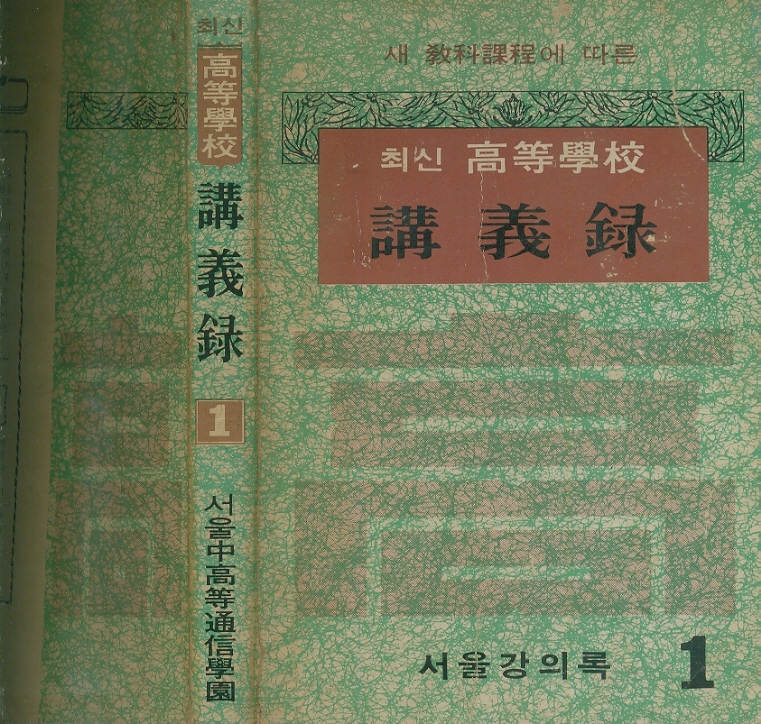 최신
高等學校
講義録
1
서울中高等通信學園
새 敎科課程에 따른
최신 高等學校
講義録
高
서울강의록 1